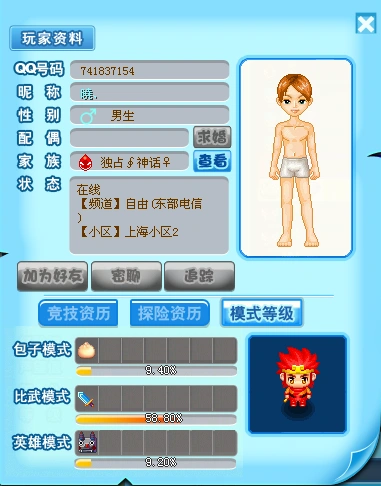 玩家资料
QQ号码 741837154
昵 称 晓.
性 别 男生
配 偶 求婚
家 族 独占∮神话♀ 查看
状 态 在线
【频道】自由(东部电信
)
【小区】上海小区2
加为好友 密聊 追踪
竞技资历 探险资历 模式等级
包子模式
9.40%
比武模式
58.80%
英雄模式
9.20%